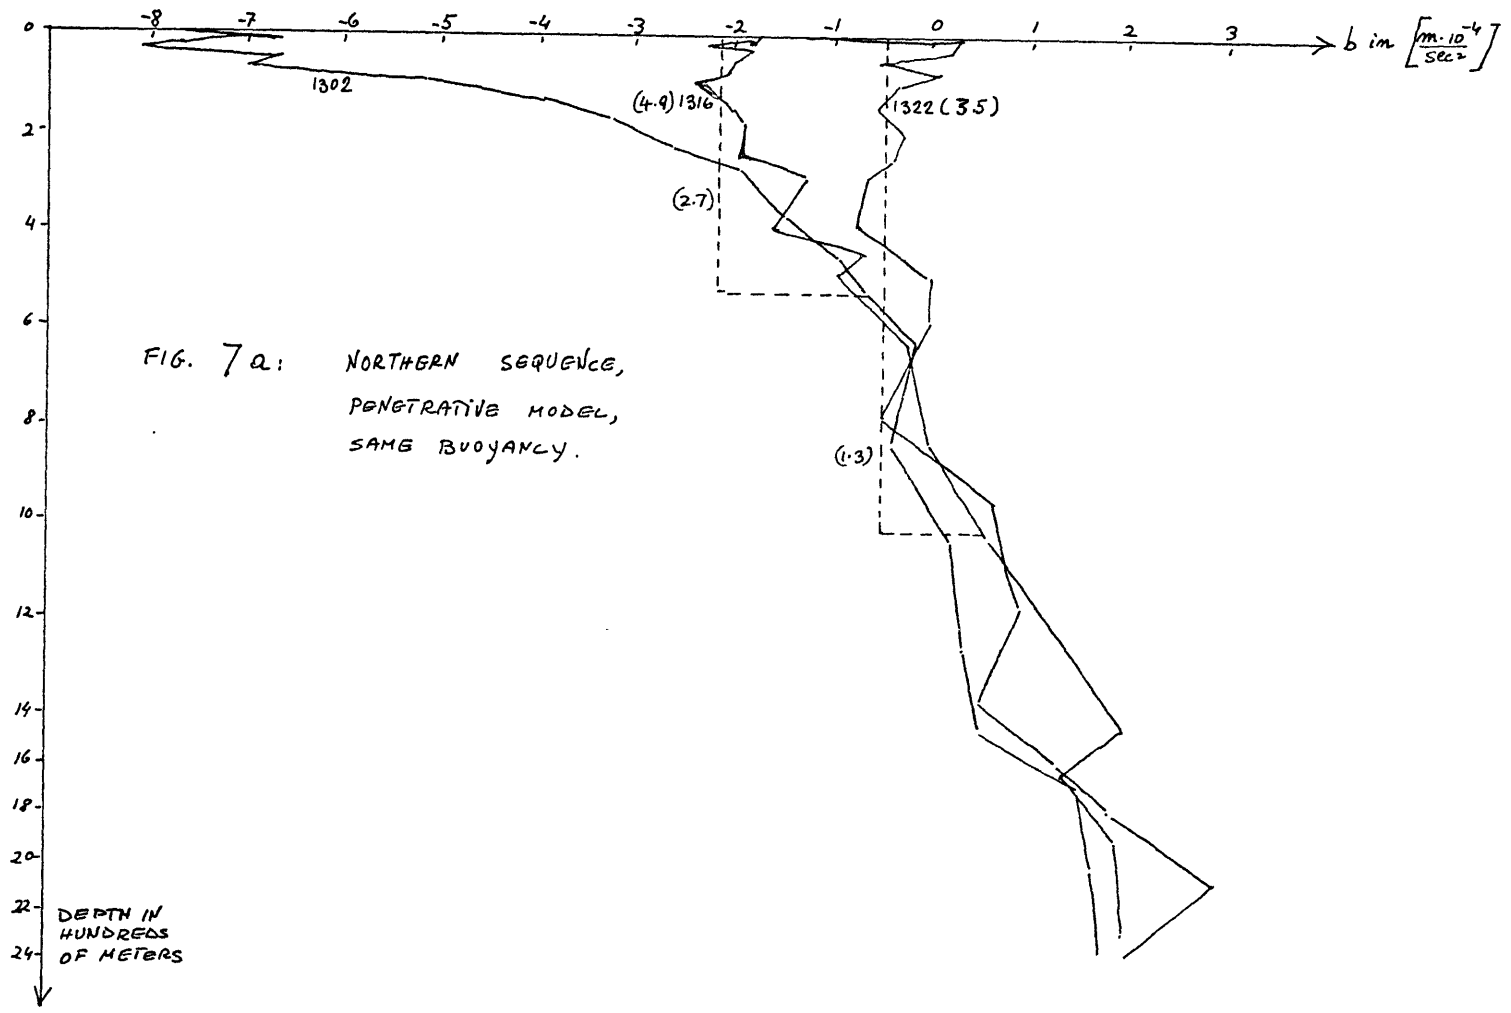 -8 -7 -6 -5 -4 -3 -2 -1 0 1 2 3
b in [m·10⁻⁴/sec²]
0
2
4
6
8
10
12
14
16
18
20
22
24
1302
(4.9) 1316
1322 (3.5)
(2.7)
(1.3)
FIG. 7a: NORTHERN SEQUENCE,
PENETRATIVE MODEL,
SAME BUOYANCY.
DEPTH IN
HUNDREDS
OF METERS